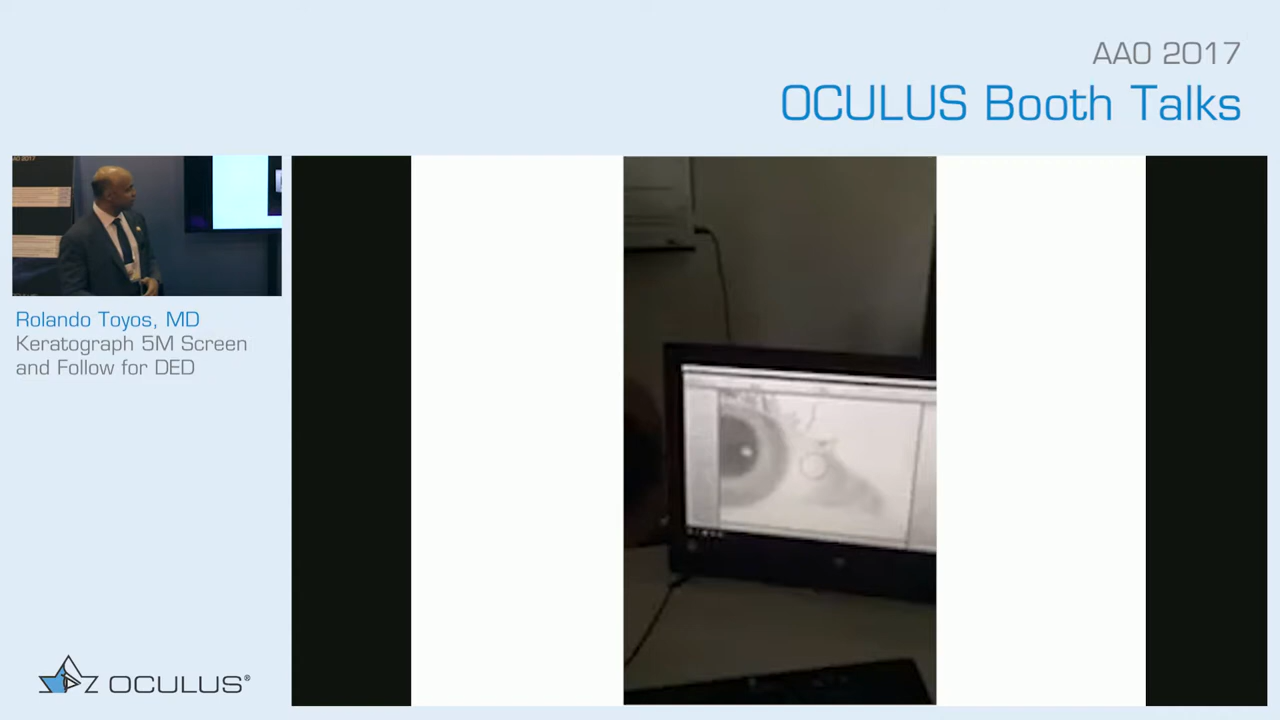 AAO 2017
OCULUS Booth Talks
Rolando Toyos, MD
Keratograph 5M Screen
and Follow for DED
OCULUS®